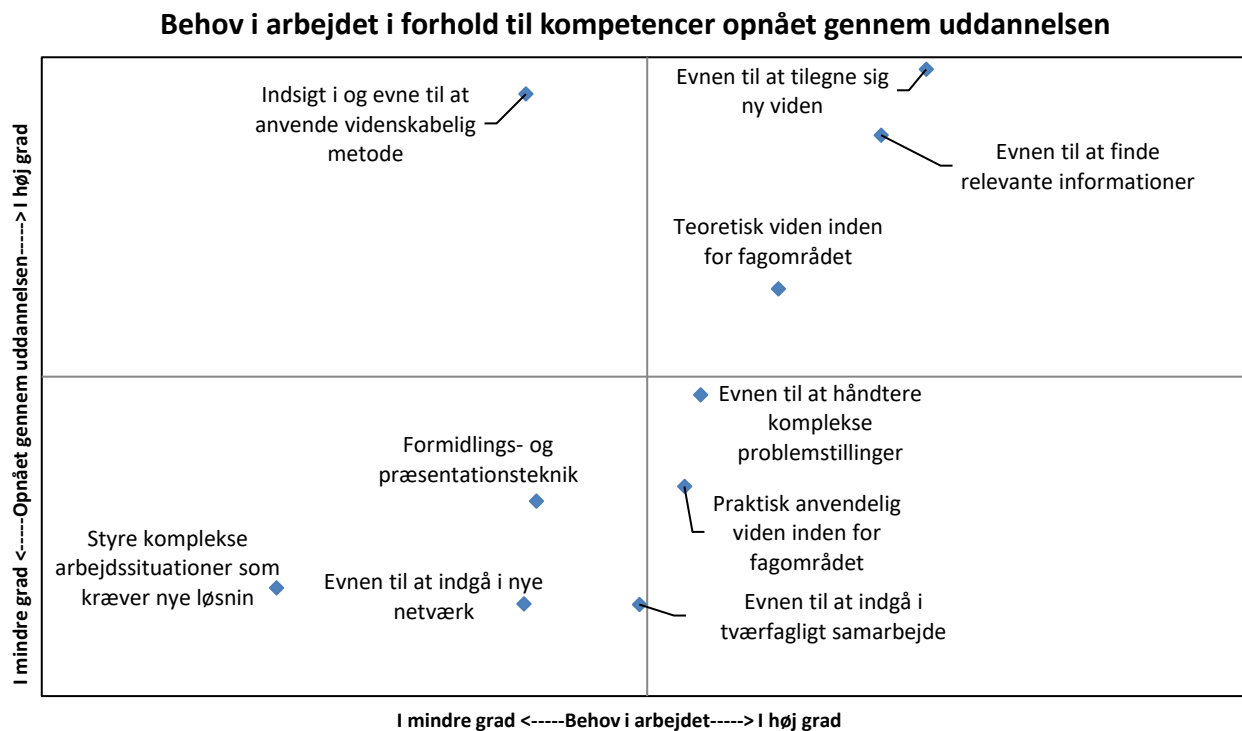 Behov i arbejdet i forhold til kompetencer opnået gennem uddannelsen
Indsigt i og evne til at
anvende videnskabelig
metode
Evnen til at tilegne sig
ny viden
Evnen til at finde
relevante informationer
Teoretisk viden inden
for fagområdet
Evnen til at håndtere
komplekse
problemstillinger
Formidlings- og
præsentationsteknik
Praktisk anvendelig
viden inden for
fagområdet
Styre komplekse
arbejdssituationer som
kræver nye løsnin
Evnen til at indgå i nye
netværk
Evnen til at indgå i
tværfagligt samarbejde
I mindre grad <-----Opnået gennem uddannelsen-----> I høj grad
I mindre grad <-----Behov i arbejdet----> I høj grad